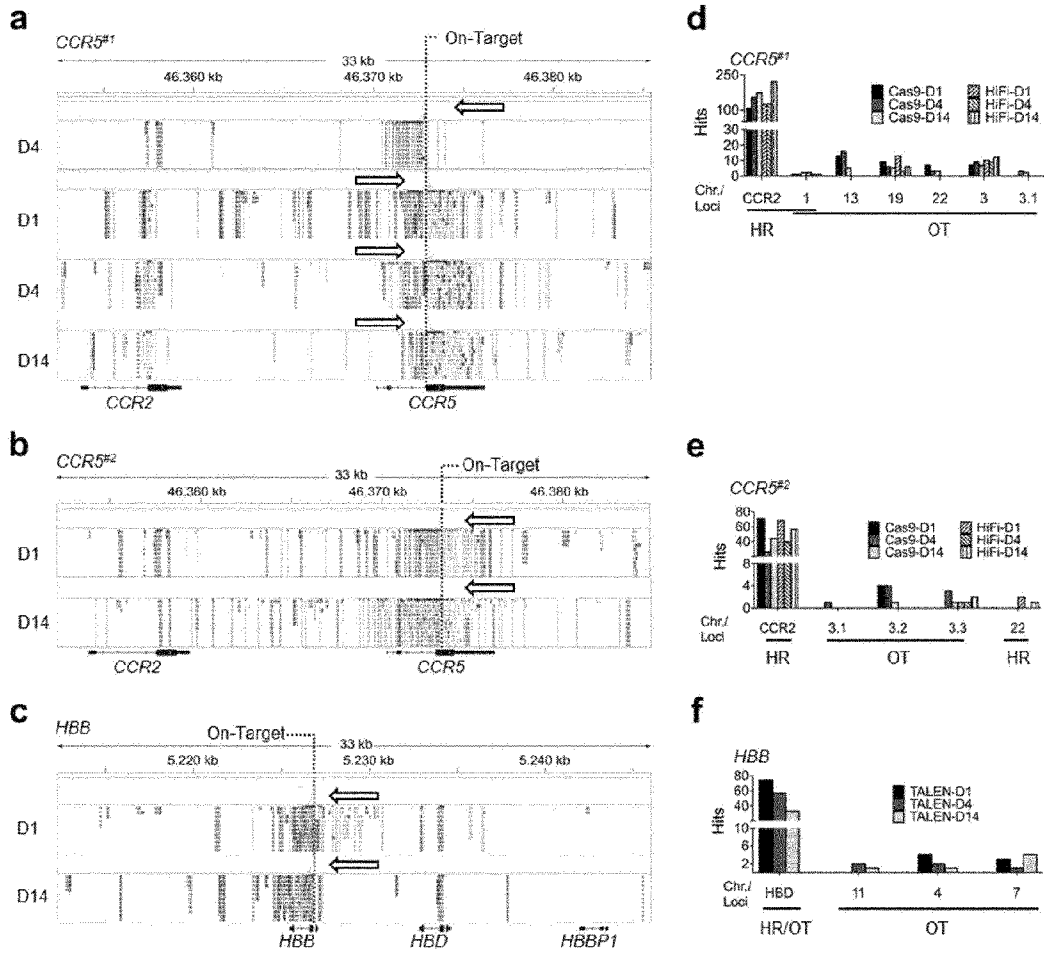 a
CCR5#1
On-Target
33 kb
46.360 kb
46.370 kb
46.380 kb
D4
D1
D4
D14
CCR2
CCR5
b
CCR5#2
On-Target
33 kb
46.360 kb
46.370 kb
46.380 kb
D1
D14
CCR2
CCR5
c
HBB
On-Target
33 kb
5.220 kb
5.230 kb
5.240 kb
D1
D14
HBB
HBD
HBBP1
d
CCR5#1
Hits
250
100
30
20
10
0
Cas9-D1
Cas9-D4
Cas9-D14
HiFi-D1
HiFi-D4
HiFi-D14
Chr./
Loci
CCR2 1 13 19 22 3 3.1
HR
OT
e
CCR5#2
Hits
80
60
40
20
8
4
0
Cas9-D1
Cas9-D4
Cas9-D14
HiFi-D1
HiFi-D4
HiFi-D14
Chr./
Loci
CCR2 3.1 3.2 3.3 22
HR
OT
HR
f
HBB
Hits
80
60
40
20
10
6
2
TALEN-D1
TALEN-D4
TALEN-D14
Chr./
Loci
HBD 11 4 7
HR/OT
OT